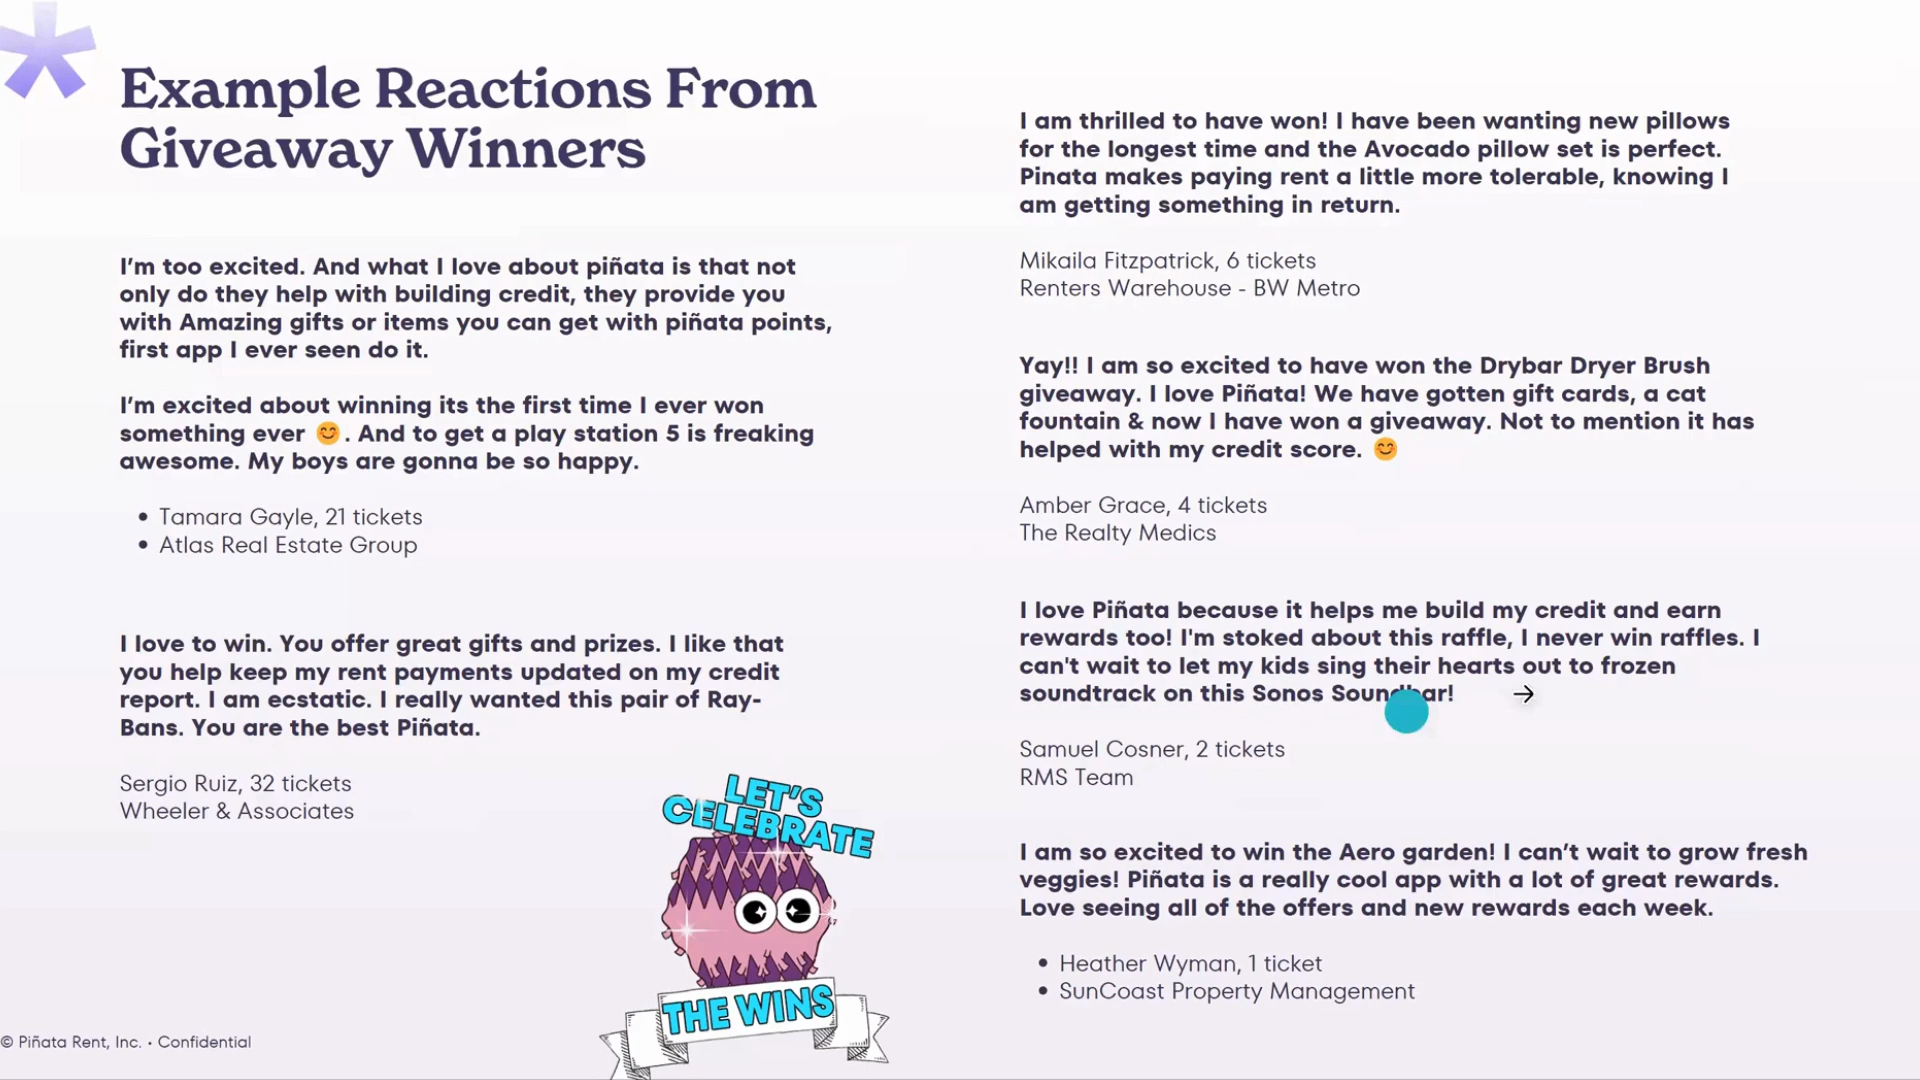 Example Reactions From
Giveaway Winners
I’m too excited. And what I love about piñata is that not
only do they help with building credit, they provide you
with Amazing gifts or items you can get with piñata points,
first app I ever seen do it.
I’m excited about winning its the first time I ever won
something ever 😊 . And to get a play station 5 is freaking
awesome. My boys are gonna be so happy.
• Tamara Gayle, 21 tickets
• Atlas Real Estate Group
I love to win. You offer great gifts and prizes. I like that
you help keep my rent payments updated on my credit
report. I am ecstatic. I really wanted this pair of Ray-
Bans. You are the best Piñata.
Sergio Ruiz, 32 tickets
Wheeler & Associates
LET’S
CELEBRATE
THE WINS
© Piñata Rent, Inc. • Confidential
I am thrilled to have won! I have been wanting new pillows
for the longest time and the Avocado pillow set is perfect.
Pinata makes paying rent a little more tolerable, knowing I
am getting something in return.
Mikaila Fitzpatrick, 6 tickets
Renters Warehouse - BW Metro
Yay!! I am so excited to have won the Drybar Dryer Brush
giveaway. I love Piñata! We have gotten gift cards, a cat
fountain & now I have won a giveaway. Not to mention it has
helped with my credit score. 😊
Amber Grace, 4 tickets
The Realty Medics
I love Piñata because it helps me build my credit and earn
rewards too! I'm stoked about this raffle, I never win raffles. I
can't wait to let my kids sing their hearts out to frozen
soundtrack on this Sonos Soundbar!
Samuel Cosner, 2 tickets
RMS Team
I am so excited to win the Aero garden! I can’t wait to grow fresh
veggies! Piñata is a really cool app with a lot of great rewards.
Love seeing all of the offers and new rewards each week.
• Heather Wyman, 1 ticket
• SunCoast Property Management